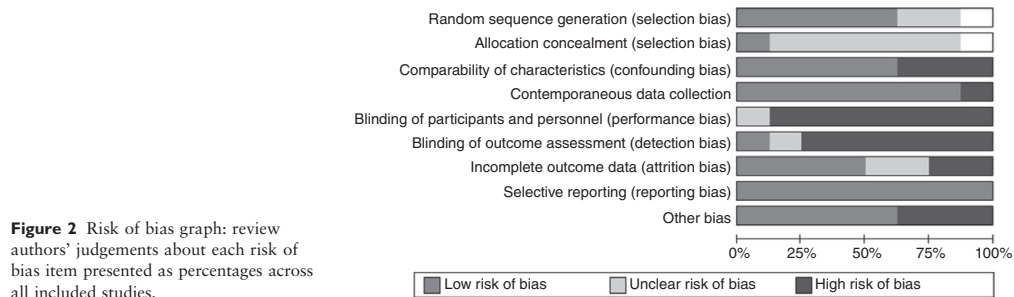 Random sequence generation (selection bias)
Allocation concealment (selection bias)
Comparability of characteristics (confounding bias)
Contemporaneous data collection
Blinding of participants and personnel (performance bias)
Blinding of outcome assessment (detection bias)
Incomplete outcome data (attrition bias)
Selective reporting (reporting bias)
Other bias
0% 25% 50% 75% 100%
Low risk of bias Unclear risk of bias High risk of bias
Figure 2 Risk of bias graph: review
authors' judgements about each risk of
bias item presented as percentages across
all included studies.